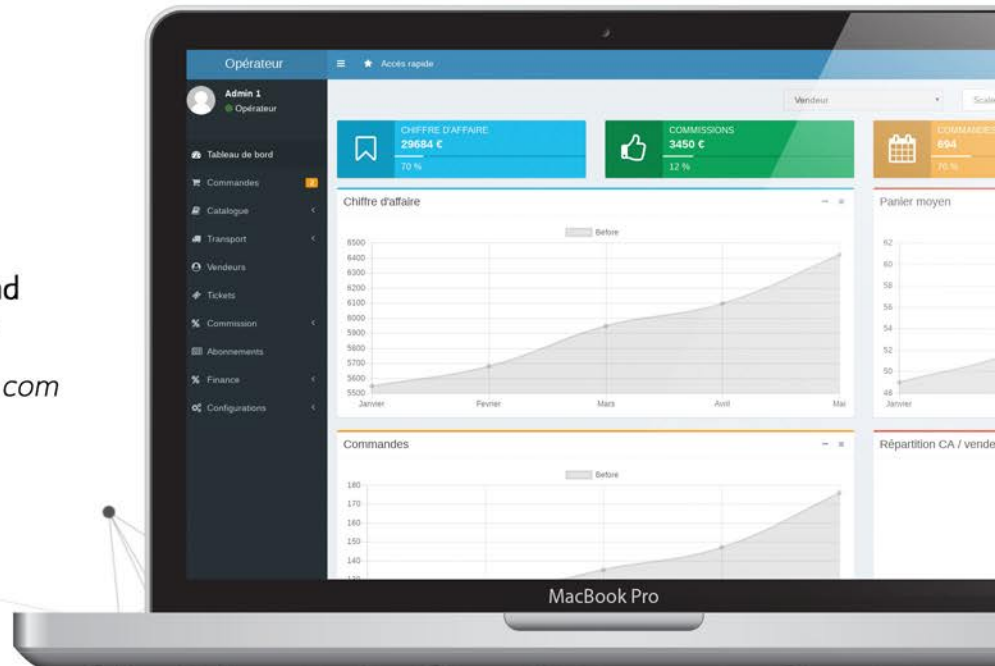 d
.com
Opérateur
Accès rapide
Admin 1
Opérateur
Vendeur
Tableau de bord
Commandes 2
Catalogue
Transport
Vendeurs
Tickets
Commission
Abonnements
Finance
Configurations
CHIFFRE D'AFFAIRE
29684 €
70 %
COMMISSIONS
3450 €
12 %
COMMANDES
694
70 %
Chiffre d'affaire
Before
6500
6400
6300
6200
6100
6000
5900
5800
5700
5600
5500
Janvier Fevrier Mars Avril Mai
Panier moyen
62
60
58
56
54
52
50
48
Janvier
Commandes
Before
180
170
160
150
140
130
Répartition CA / vende
MacBook Pro